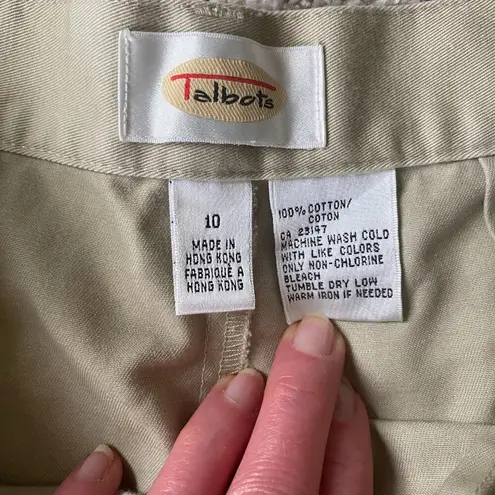 Talbots
10
MADE IN
HONG KONG
FABRIQUÉ A
HONG KONG
100% COTTON/
COTON
CA 23147
MACHINE WASH COLD
WITH LIKE COLORS
ONLY NON-CHLORINE
BLEACH
TUMBLE DRY LOW
WARM IRON IF NEEDED